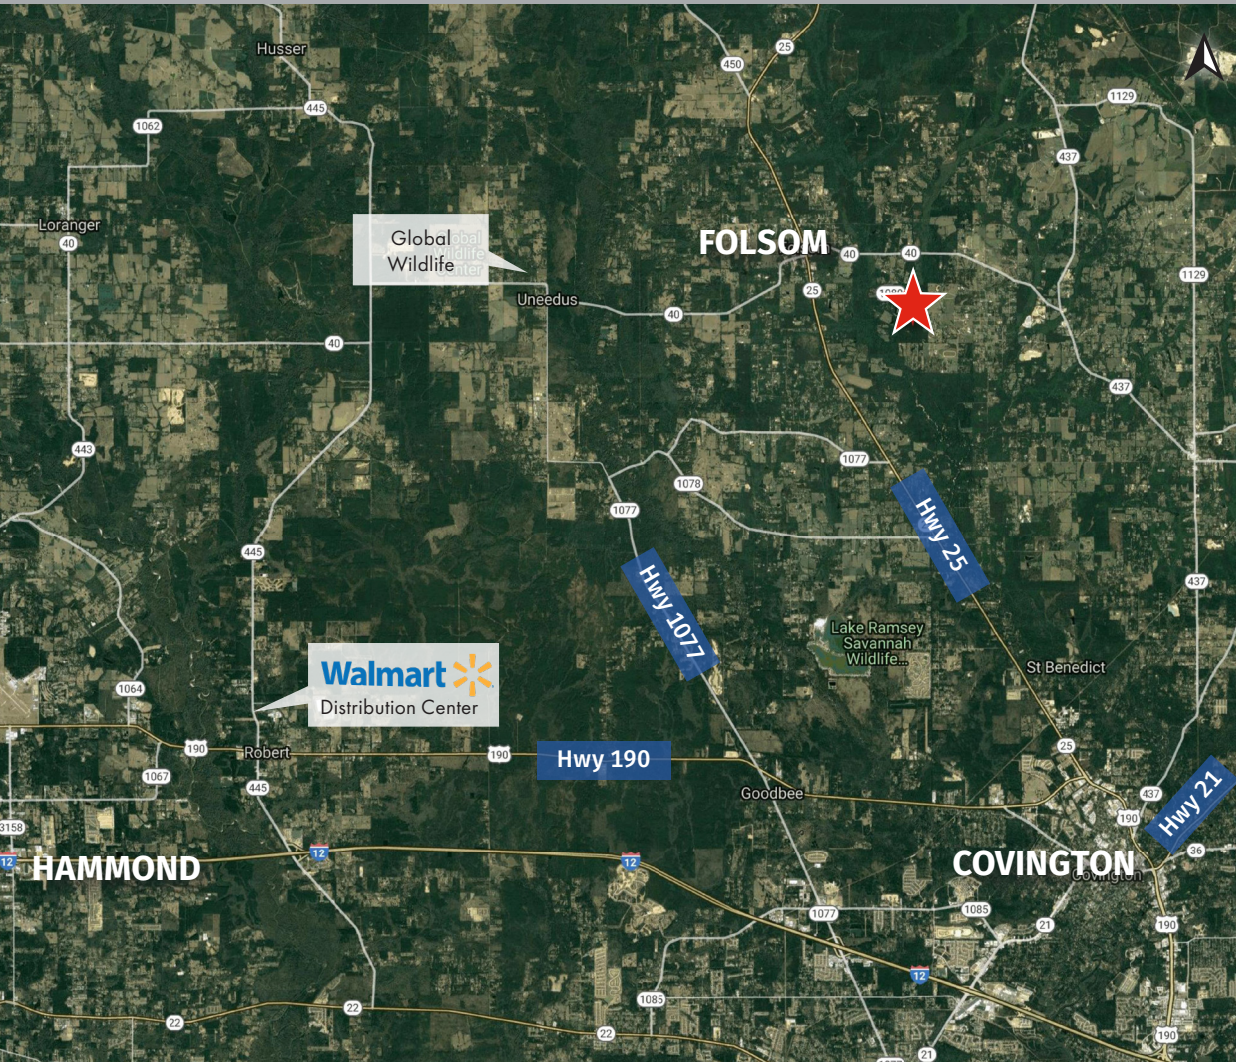 25
Husser
450
1129
445
1062
437
Loranger
40
Global
Wildlife
FOLSOM
40
40
1129
25
Uneedus
40
40
437
443
1077
1078
1077
Hwy 25
445
437
Hwy 1077
Lake Ramsey
Savannah
Wildlife...
St Benedict
Walmart
Distribution Center
1064
190
Robert
190
Hwy 190
25
1067
445
Goodbee
437
Hwy 21
190
3158
12
HAMMOND
12
12
COVINGTON
Covington
36
1077
1085
21
190
12
1085
22
22
22
190
21